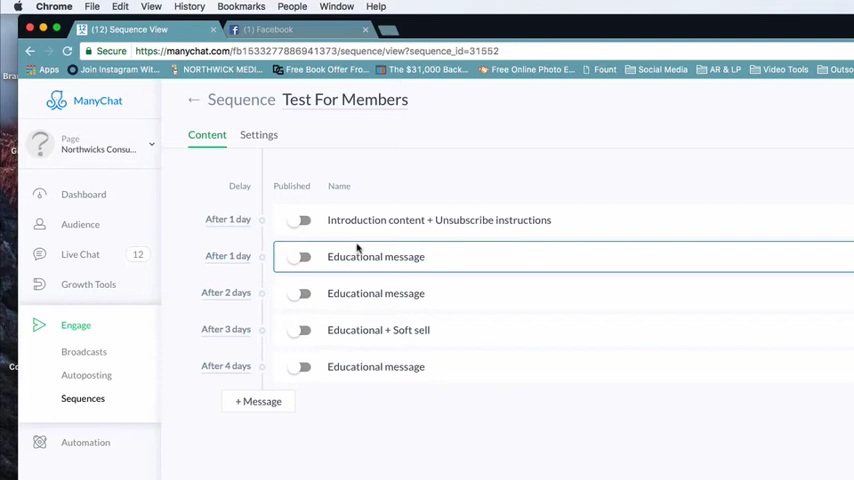 Chrome File Edit View History Bookmarks People Window Help
(12) Sequence View × (1) Facebook ×
Secure https://manychat.com/fb1533277886941373/sequence/view?sequence_id=31552
Apps Join Instagram Wit... NORTHWICK MEDI... Free Book Offer Fro... The $31,000 Back... Free Online Photo E... Fount Social Media AR & LP Video Tools Outso
ManyChat ← Sequence Test For Members
Page
Northwicks Consu...
Content Settings
Delay Published Name
Dashboard
After 1 day Introduction content + Unsubscribe instructions
Audience
Live Chat 12
After 1 day Educational message
Growth Tools
After 2 days Educational message
Engage
After 3 days Educational + Soft sell
Broadcasts
After 4 days Educational message
Autoposting
Sequences
+ Message
Automation